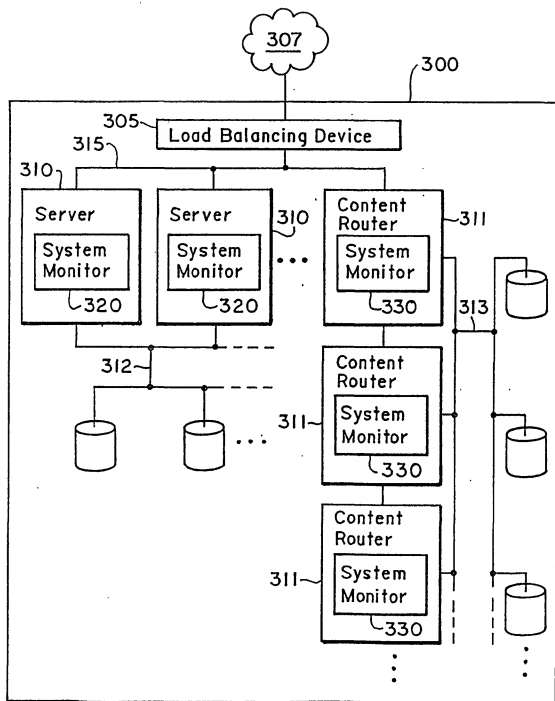 307
300
305
Load Balancing Device
315
310
Server
System
Monitor
320
Server
310
System
Monitor
320
Content
Router
311
System
Monitor
330
313
312
Content
Router
311
System
Monitor
330
Content
Router
311
System
Monitor
330